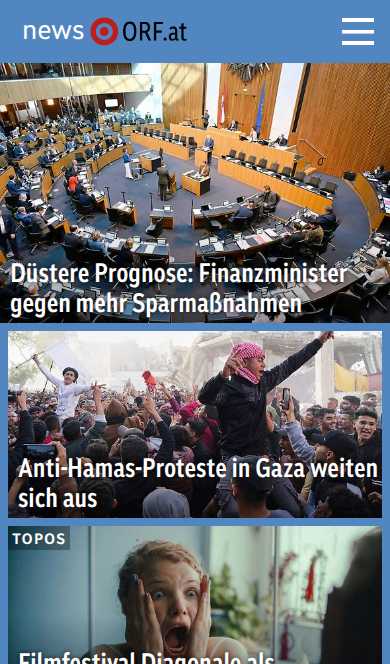 news ORF.at
Düstere Prognose: Finanzminister
gegen mehr Sparmaßnahmen
Anti-Hamas-Proteste in Gaza weiten
sich aus
TOPOS
Filmfestival Diagonale als